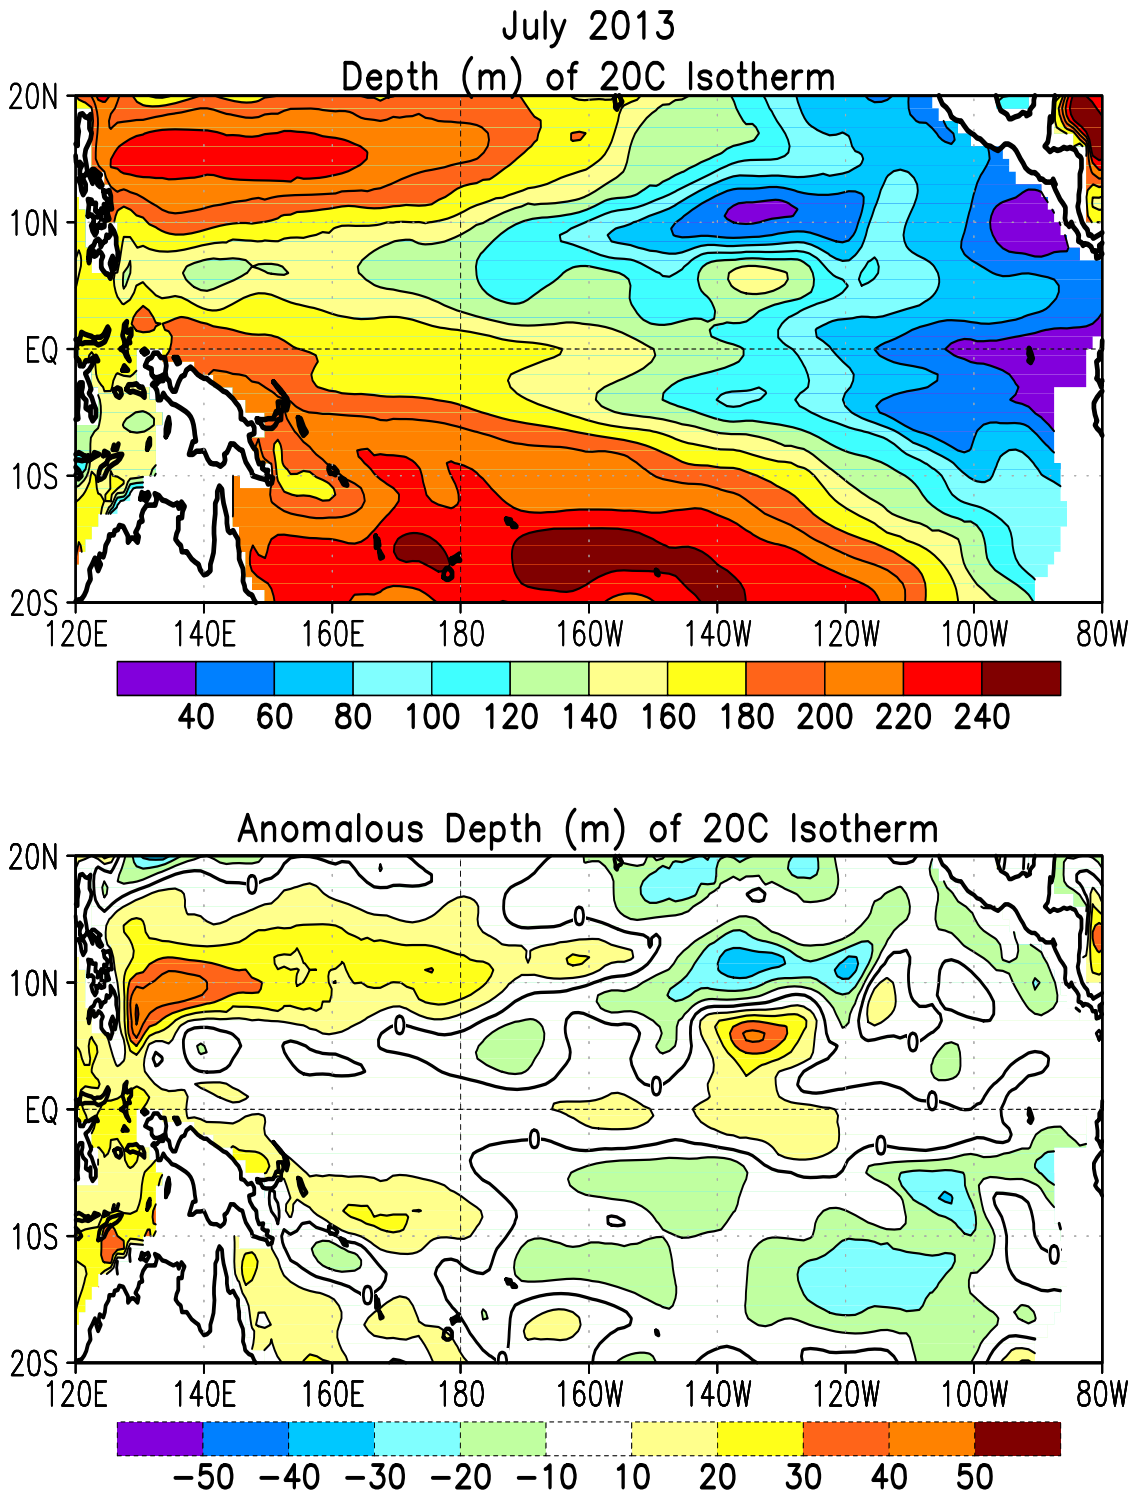 July 2013
Depth (m) of 20C Isotherm
20N
10N
EQ
10S
20S
120E 140E 160E 180 160W 140W 120W 100W 80W
40 60 80 100 120 140 160 180 200 220 240
Anomalous Depth (m) of 20C Isotherm
20N
0
0
10N
0
0
0
EQ
0
0
0
10S
0
0
0
20S
120E 140E 160E 180 160W 140W 120W 100W 80W
-50 -40 -30 -20 -10 10 20 30 40 50